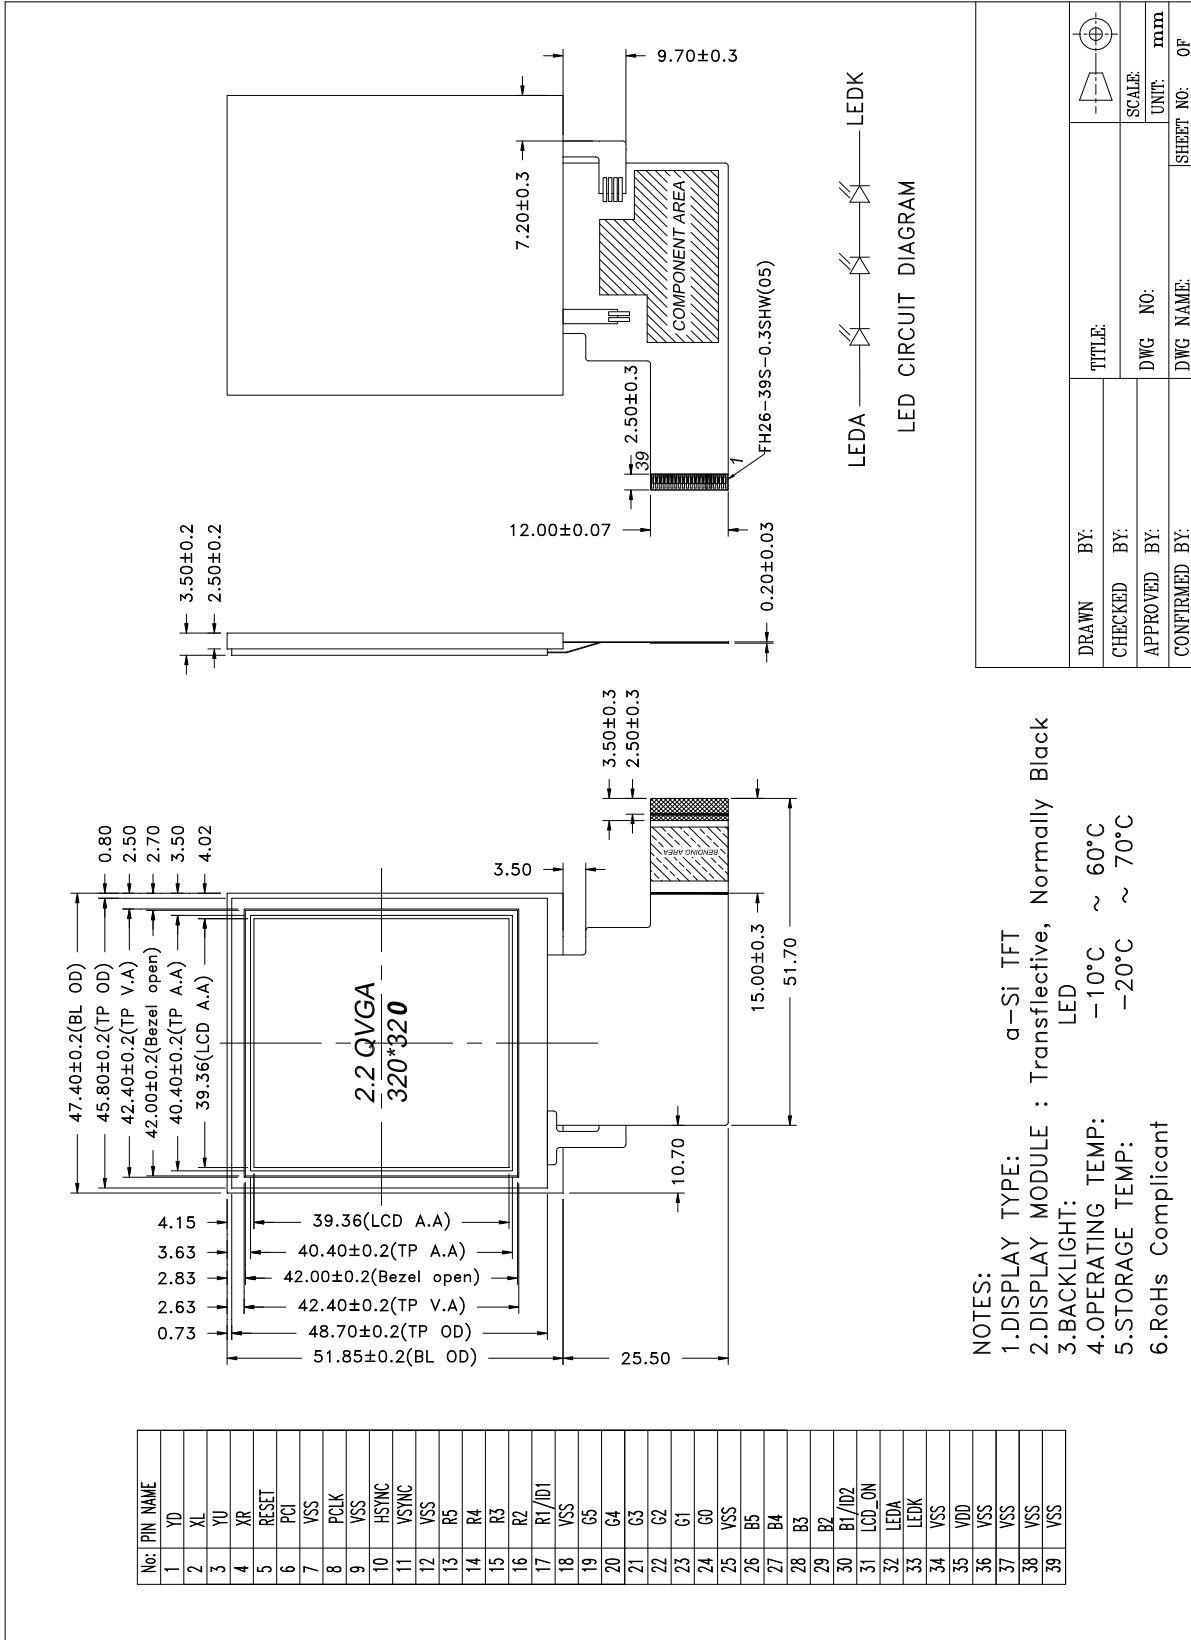 No: PIN NAME
1 YD
2 XL
3 YU
4 XR
5 RESET
6 PCI
7 VSS
8 PCLK
9 VSS
10 HSYNC
11 VSYNC
12 VSS
13 R5
14 R4
15 R3
16 R2
17 R1/ID1
18 VSS
19 G5
20 G4
21 G3
22 G2
23 G1
24 G0
25 VSS
26 B5
27 B4
28 B3
29 B2
30 B1/ID2
31 LCD_ON
32 LEDA
33 LEDK
34 VSS
35 VDD
36 VSS
37 VSS
38 VSS
39 VSS
47.40±0.2(BL OD)
45.80±0.2(TP OD)
42.40±0.2(TP V.A)
42.00±0.2(Bezel open)
40.40±0.2(TP A.A)
39.36(LCD A.A)
0.80
2.50
2.70
3.50
4.02
4.15
3.63
2.83
2.63
0.73
39.36(LCD A.A)
40.40±0.2(TP A.A)
42.00±0.2(Bezel open)
42.40±0.2(TP V.A)
48.70±0.2(TP OD)
51.85±0.2(BL OD)
25.50
2.2 QVGA
320*320
3.50
10.70
3.50±0.3
2.50±0.3
BENDING AREA
15.00±0.3
51.70
3.50±0.2
2.50±0.2
0.20±0.03
9.70±0.3
7.20±0.3
COMPONENT AREA
2.50±0.3
39
1
FH26-39S-0.3SHW(05)
12.00±0.07
LEDA
LEDK
LED CIRCUIT DIAGRAM
NOTES:
1.DISPLAY TYPE: a-Si TFT
2.DISPLAY MODULE : Transflective, Normally Black
3.BACKLIGHT: LED
4.OPERATING TEMP: -10°C ~ 60°C
5.STORAGE TEMP: -20°C ~ 70°C
6.RoHs Complicant
DRAWN BY:
CHECKED BY:
APPROVED BY:
CONFIRMED BY:
TITLE:
DWG NO:
DWG NAME:
SCALE:
UNIT: mm
SHEET NO: OF